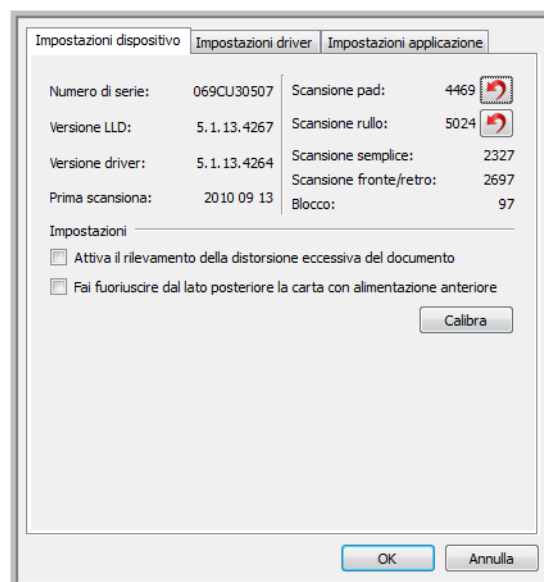 Impostazioni dispositivo Impostazioni driver Impostazioni applicazione
Numero di serie: 069CU30507
Versione LLD: 5.1.13.4267
Versione driver: 5.1.13.4264
Prima scansiona: 2010 09 13
Scansione pad: 4469
Scansione rullo: 5024
Scansione semplice: 2327
Scansione fronte/retro: 2697
Blocco: 97
Impostazioni
Attiva il rilevamento della distorsione eccessiva del documento
Fai fuoriuscire dal lato posteriore la carta con alimentazione anteriore
Calibra
OK Annulla